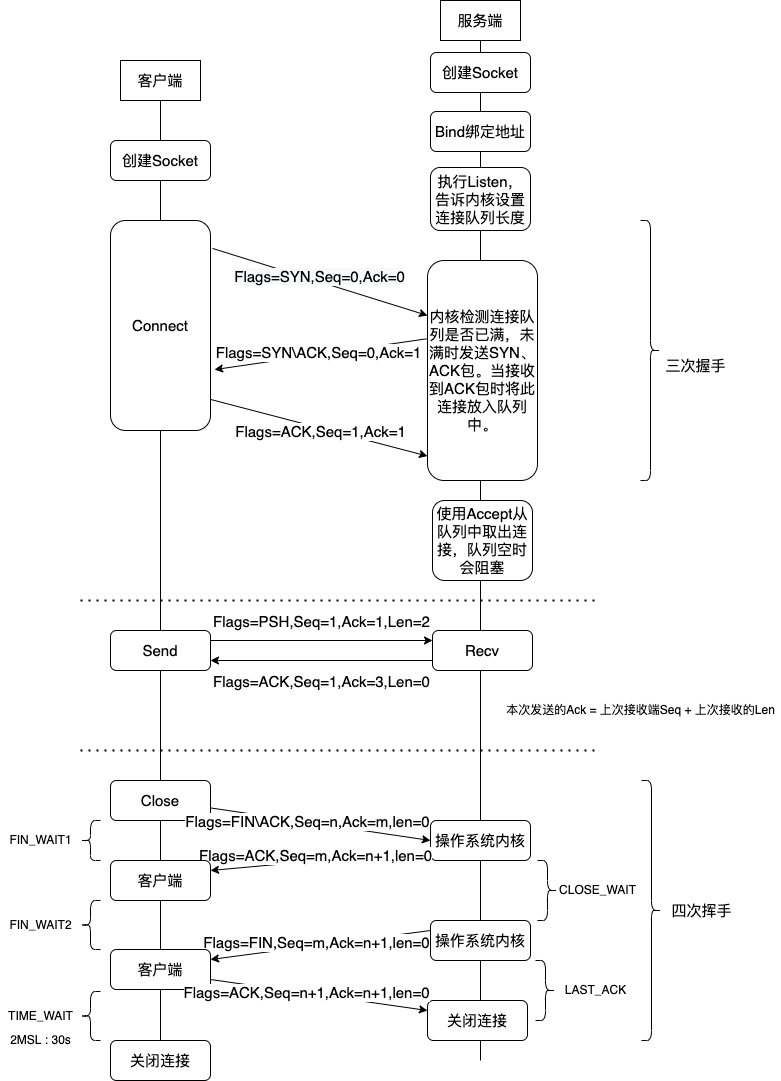 服务端
创建Socket
客户端
Bind绑定地址
创建Socket
执行Listen，
告诉内核设置
连接队列长度
Connect
Flags=SYN,Seq=0,Ack=0
内核检测连接队
列是否已满，未
满时发送SYN、
ACK包。当接收
到ACK包时将此
连接放入队列
中。
Flags=SYN\ACK,Seq=0,Ack=1
Flags=ACK,Seq=1,Ack=1
三次握手
使用Accept从
队列中取出连
接，队列空时
会阻塞
Flags=PSH,Seq=1,Ack=1,Len=2
Send
Recv
Flags=ACK,Seq=1,Ack=3,Len=0
本次发送的Ack = 上次接收端Seq + 上次接收的Len
Close
Flags=FIN\ACK,Seq=n,Ack=m,len=0
FIN_WAIT1
操作系统内核
Flags=ACK,Seq=m,Ack=n+1,len=0
客户端
CLOSE_WAIT
四次挥手
FIN_WAIT2
Flags=FIN,Seq=m,Ack=n+1,len=0
操作系统内核
客户端
Flags=ACK,Seq=n+1,Ack=n+1,len=0
LAST_ACK
TIME_WAIT
2MSL : 30s
关闭连接
关闭连接